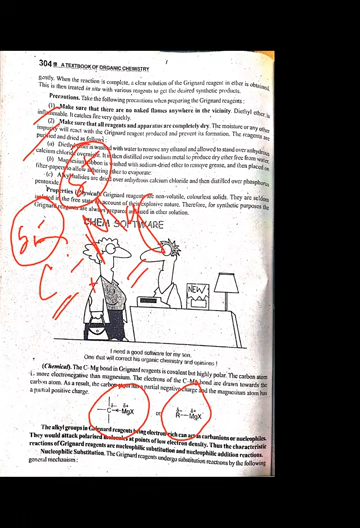 304 ■ A TEXTBOOK OF ORGANIC CHEMISTRY
gently. When the reaction is complete, a clear solution of the Grignard reagent in ether is obtained.
This is then treated in situ with various reagents to get the desired synthetic products.
Precautions. Take the following precautions when preparing the Grignard reagents :
(1) Make sure that there are no naked flames anywhere in the vicinity. Diethyl ether is
inflammable. It catches fire very quickly.
(2) Make sure that all reagents and apparatus are completely dry. The moisture or any other
impurity will react with the Grignard reagent produced and prevent its formation. The reagents are
purified and dried as follows :
(a) Diethyl ether is washed with water to remove any ethanol and allowed to stand over anhydrous
calcium chloride overnight. It is then distilled over sodium metal to produce dry ether free from water.
(b) Magnesium ribbon is washed with sodium-dried ether to remove grease, and then placed on
filter-papers to allow adhering ether to evaporate.
(c) Alkyl halides are dried over anhydrous calcium chloride and then distilled over phosphorus
pentoxide.
Properties (Physical). Grignard reagents are non-volatile, colourless solids. They are seldom
isolated in the free state on account of their explosive nature. Therefore, for synthetic purposes the
Grignard reagents are always prepared and used in ether solution.
CHEM SOFTWARE
NEW
I need a good software for my son.
One that will correct his organic chemistry and opinions !
(Chemical). The C–Mg bond in Grignard reagents is covalent but highly polar. The carbon atom
is more electronegative than magnesium. The electrons of the C–Mg bond are drawn towards the
carbon atom. As a result, the carbon atom has a partial negative charge and the magnesium atom has
a partial positive charge.
δ– δ+ δ– δ+
—C—MgX or R—MgX
The alkyl groups in Grignard reagents being electron rich can act as carbanions or nucleophiles.
They would attack polarised molecules at points of low electron density. Thus the characteristic
reactions of Grignard reagents are nucleophilic substitution and nucleophilic addition reactions.
Nucleophilic Substitution. The Grignard reagents undergo substitution reactions by the following
general mechanism :